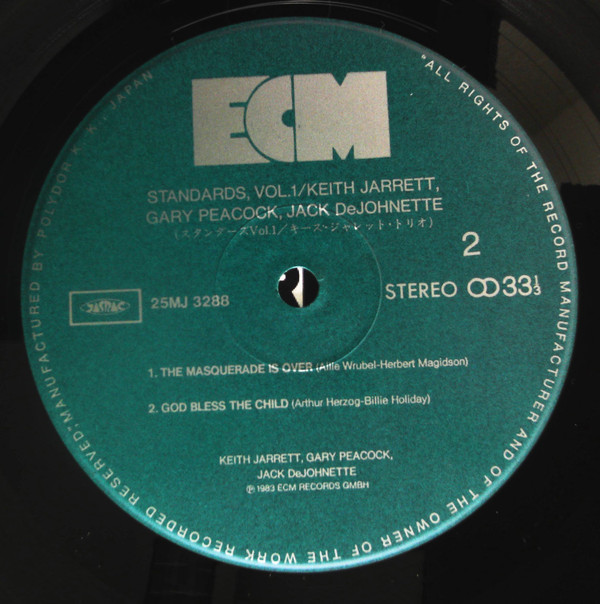 ECM
STANDARDS, VOL.1/KEITH JARRETT,
GARY PEACOCK, JACK DeJOHNETTE
(スタンダーズVol.1/キース・ジャレット・トリオ)
2
JASRAC
25MJ 3288
STEREO 33 1/3
1. THE MASQUERADE IS OVER (Allie Wrubel-Herbert Magidson)
2. GOD BLESS THE CHILD (Arthur Herzog-Billie Holiday)
KEITH JARRETT, GARY PEACOCK,
JACK DeJOHNETTE
℗ 1983 ECM RECORDS GMBH
"ALL RIGHTS OF THE RECORD MANUFACTURER AND OF THE OWNER OF THE WORK RECORDED RESERVED: MANUFACTURED BY POLYDOR K. K., JAPAN